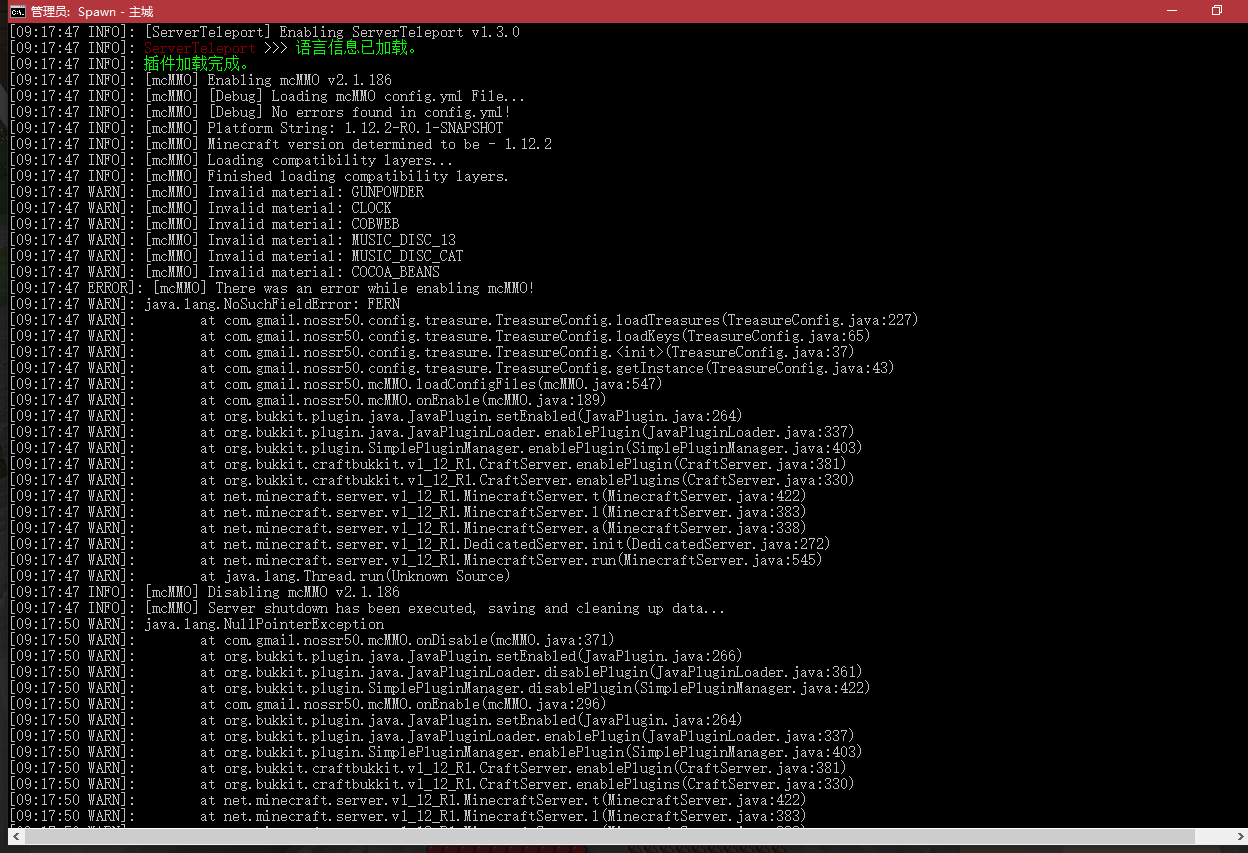 管理员: Spawn - 主城
[09:17:47 INFO]: [ServerTeleport] Enabling ServerTeleport v1.3.0
[09:17:47 INFO]: ServerTeleport >>> 语言信息已加载。
[09:17:47 INFO]: 插件加载完成。
[09:17:47 INFO]: [mcMMO] Enabling mcMMO v2.1.186
[09:17:47 INFO]: [mcMMO] [Debug] Loading mcMMO config.yml File...
[09:17:47 INFO]: [mcMMO] [Debug] No errors found in config.yml!
[09:17:47 INFO]: [mcMMO] Platform String: 1.12.2-R0.1-SNAPSHOT
[09:17:47 INFO]: [mcMMO] Minecraft version determined to be - 1.12.2
[09:17:47 INFO]: [mcMMO] Loading compatibility layers...
[09:17:47 INFO]: [mcMMO] Finished loading compatibility layers.
[09:17:47 WARN]: [mcMMO] Invalid material: GUNPOWDER
[09:17:47 WARN]: [mcMMO] Invalid material: CLOCK
[09:17:47 WARN]: [mcMMO] Invalid material: COBWEB
[09:17:47 WARN]: [mcMMO] Invalid material: MUSIC_DISC_13
[09:17:47 WARN]: [mcMMO] Invalid material: MUSIC_DISC_CAT
[09:17:47 WARN]: [mcMMO] Invalid material: COCOA_BEANS
[09:17:47 ERROR]: [mcMMO] There was an error while enabling mcMMO!
[09:17:47 WARN]: java.lang.NoSuchFieldError: FERN
[09:17:47 WARN]: at com.gmail.nossr50.config.treasure.TreasureConfig.loadTreasures(TreasureConfig.java:227)
[09:17:47 WARN]: at com.gmail.nossr50.config.treasure.TreasureConfig.loadKeys(TreasureConfig.java:65)
[09:17:47 WARN]: at com.gmail.nossr50.config.treasure.TreasureConfig.<init>(TreasureConfig.java:37)
[09:17:47 WARN]: at com.gmail.nossr50.config.treasure.TreasureConfig.getInstance(TreasureConfig.java:43)
[09:17:47 WARN]: at com.gmail.nossr50.mcMMO.loadConfigFiles(mcMMO.java:547)
[09:17:47 WARN]: at com.gmail.nossr50.mcMMO.onEnable(mcMMO.java:189)
[09:17:47 WARN]: at org.bukkit.plugin.java.JavaPlugin.setEnabled(JavaPlugin.java:264)
[09:17:47 WARN]: at org.bukkit.plugin.java.JavaPluginLoader.enablePlugin(JavaPluginLoader.java:337)
[09:17:47 WARN]: at org.bukkit.plugin.SimplePluginManager.enablePlugin(SimplePluginManager.java:403)
[09:17:47 WARN]: at org.bukkit.craftbukkit.v1_12_R1.CraftServer.enablePlugin(CraftServer.java:381)
[09:17:47 WARN]: at org.bukkit.craftbukkit.v1_12_R1.CraftServer.enablePlugins(CraftServer.java:330)
[09:17:47 WARN]: at net.minecraft.server.v1_12_R1.MinecraftServer.t(MinecraftServer.java:422)
[09:17:47 WARN]: at net.minecraft.server.v1_12_R1.MinecraftServer.l(MinecraftServer.java:383)
[09:17:47 WARN]: at net.minecraft.server.v1_12_R1.MinecraftServer.a(MinecraftServer.java:338)
[09:17:47 WARN]: at net.minecraft.server.v1_12_R1.DedicatedServer.init(DedicatedServer.java:272)
[09:17:47 WARN]: at net.minecraft.server.v1_12_R1.MinecraftServer.run(MinecraftServer.java:545)
[09:17:47 WARN]: at java.lang.Thread.run(Unknown Source)
[09:17:47 INFO]: [mcMMO] Disabling mcMMO v2.1.186
[09:17:47 INFO]: [mcMMO] Server shutdown has been executed, saving and cleaning up data...
[09:17:50 WARN]: java.lang.NullPointerException
[09:17:50 WARN]: at com.gmail.nossr50.mcMMO.onDisable(mcMMO.java:371)
[09:17:50 WARN]: at org.bukkit.plugin.java.JavaPlugin.setEnabled(JavaPlugin.java:266)
[09:17:50 WARN]: at org.bukkit.plugin.java.JavaPluginLoader.disablePlugin(JavaPluginLoader.java:361)
[09:17:50 WARN]: at org.bukkit.plugin.SimplePluginManager.disablePlugin(SimplePluginManager.java:422)
[09:17:50 WARN]: at com.gmail.nossr50.mcMMO.onEnable(mcMMO.java:296)
[09:17:50 WARN]: at org.bukkit.plugin.java.JavaPlugin.setEnabled(JavaPlugin.java:264)
[09:17:50 WARN]: at org.bukkit.plugin.java.JavaPluginLoader.enablePlugin(JavaPluginLoader.java:337)
[09:17:50 WARN]: at org.bukkit.plugin.SimplePluginManager.enablePlugin(SimplePluginManager.java:403)
[09:17:50 WARN]: at org.bukkit.craftbukkit.v1_12_R1.CraftServer.enablePlugin(CraftServer.java:381)
[09:17:50 WARN]: at org.bukkit.craftbukkit.v1_12_R1.CraftServer.enablePlugins(CraftServer.java:330)
[09:17:50 WARN]: at net.minecraft.server.v1_12_R1.MinecraftServer.t(MinecraftServer.java:422)
[09:17:50 WARN]: at net.minecraft.server.v1_12_R1.MinecraftServer.l(MinecraftServer.java:383)